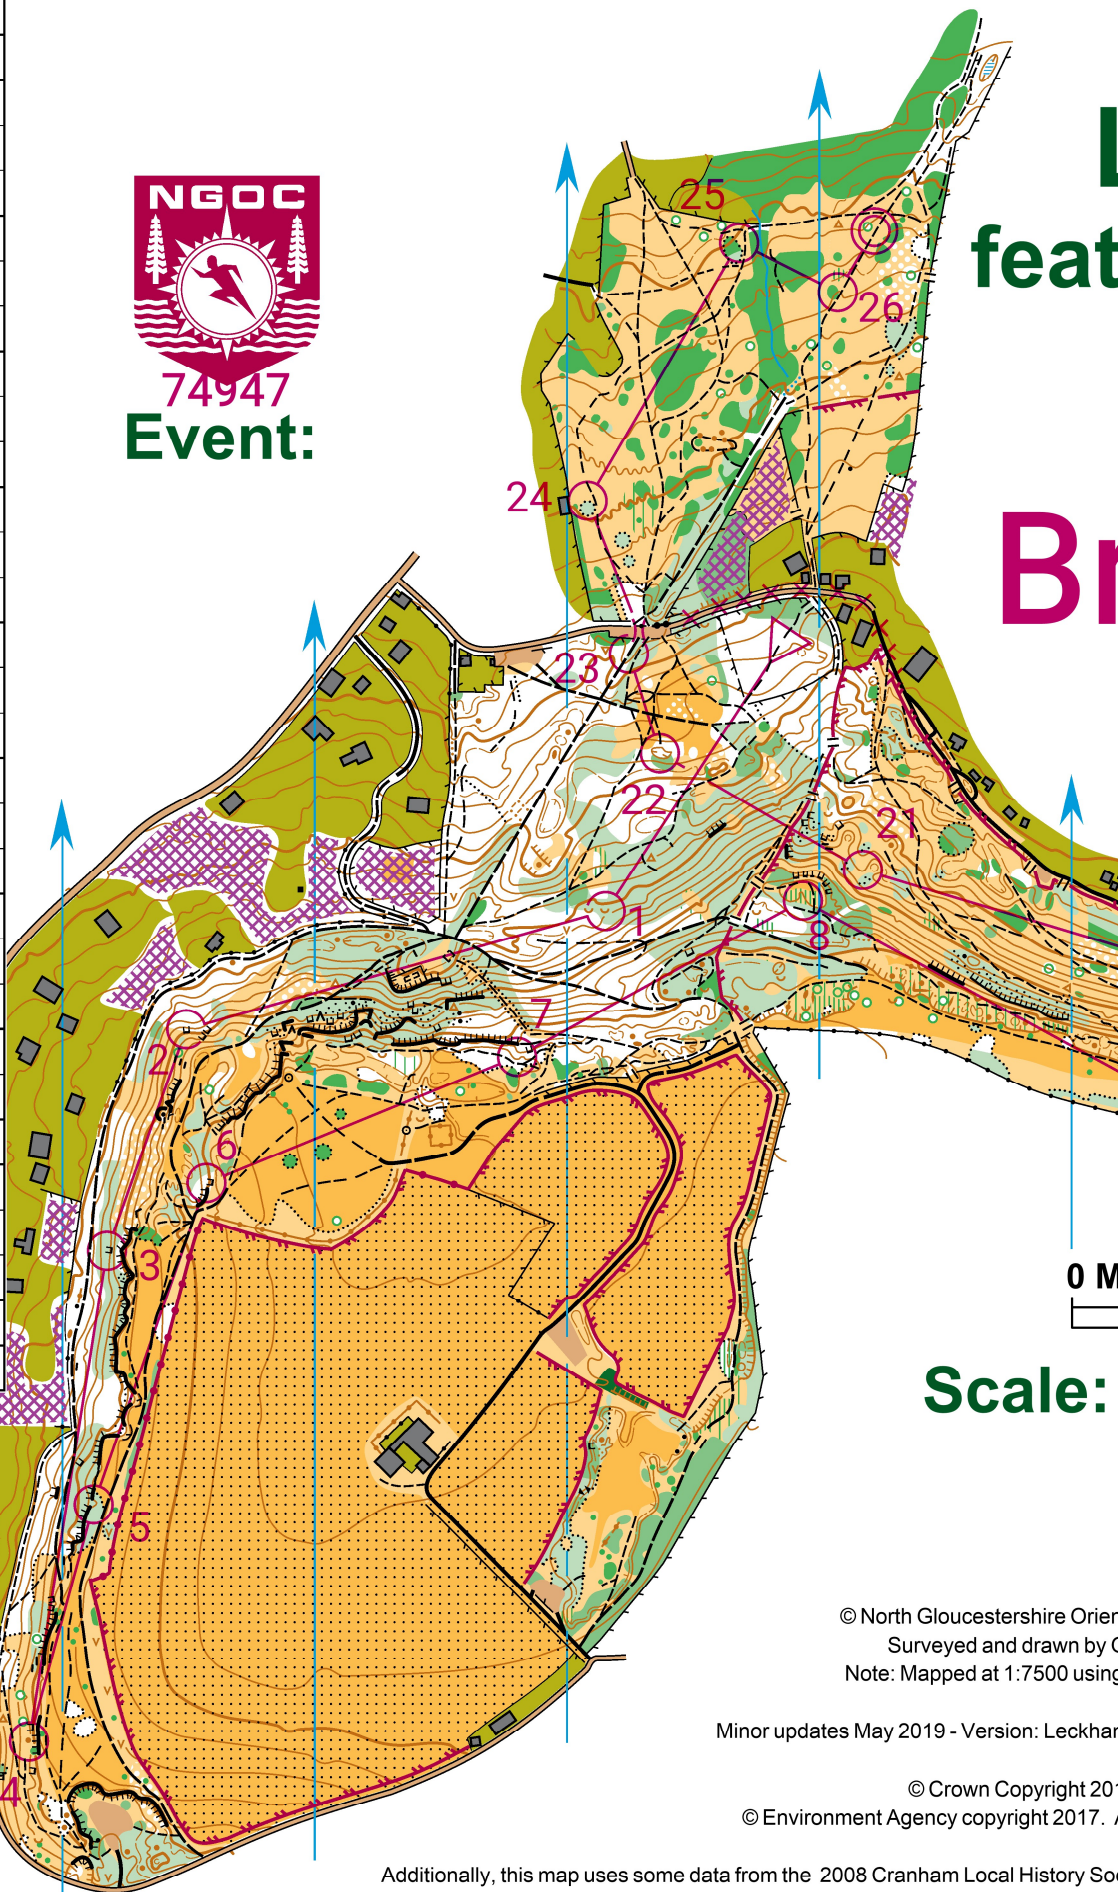 NGOC
74947
Event:
L
feat
Br
25
26
24
23
22
21
1
8
7
2
6
3
5
4
0 M
Scale:
© North Gloucestershire Orien
Surveyed and drawn by
Note: Mapped at 1:7500 using
Minor updates May 2019 - Version: Leckham
© Crown Copyright 201
© Environment Agency copyright 2017.
Additionally, this map uses some data from the 2008 Cranham Local History Soc